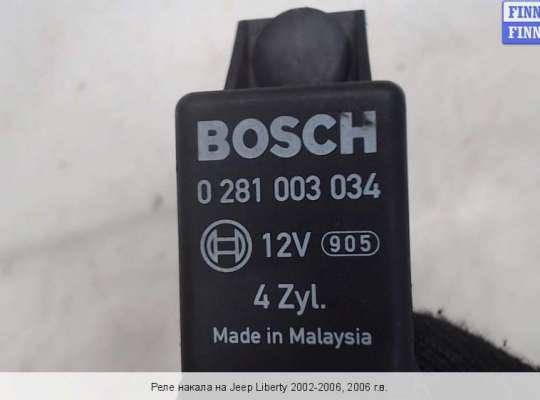 FINN
FINN
BOSCH
0 281 003 034
12V 905
4 Zyl.
Made in Malaysia
Реле накала на Jeep Liberty 2002-2006, 2006 г.в.